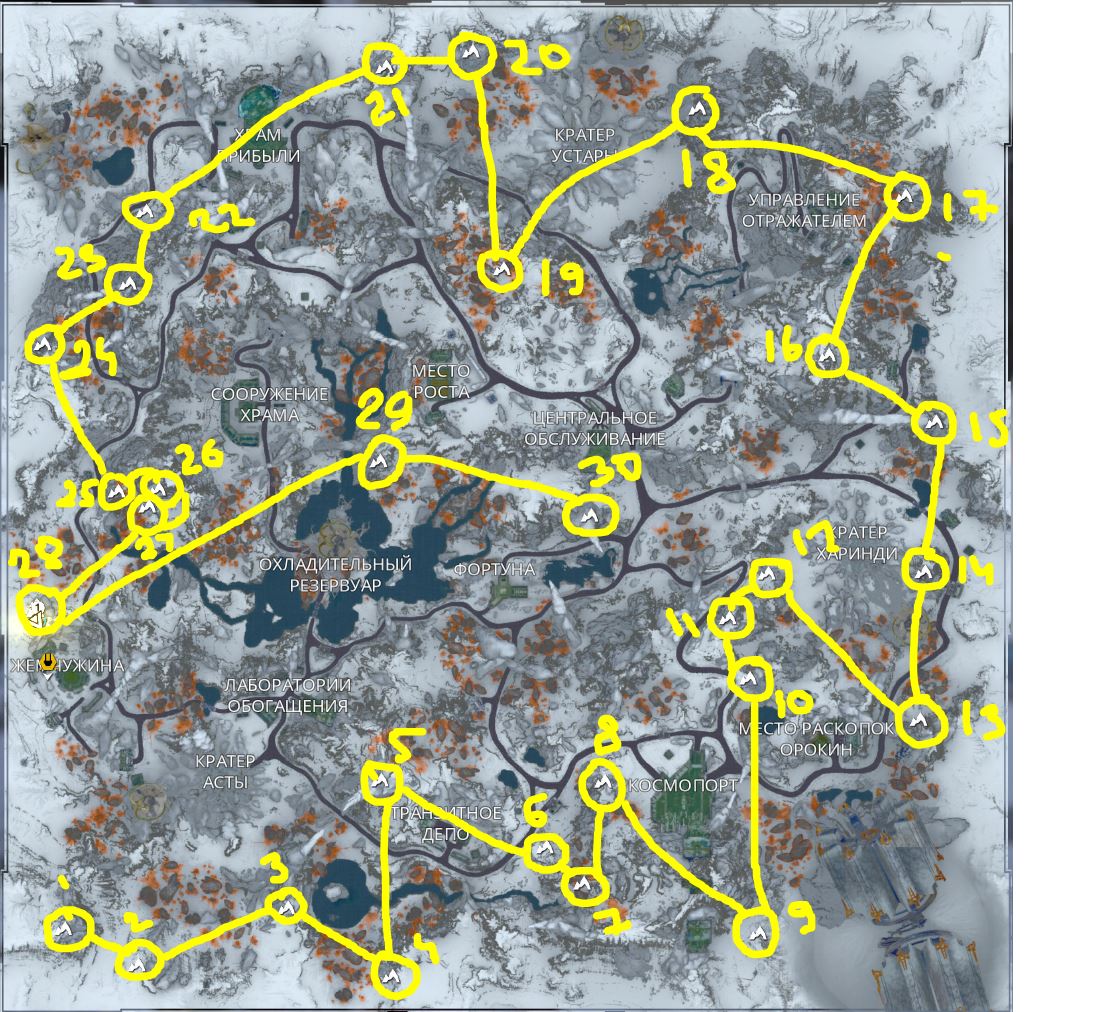 20
21
ХРАМ
ПРИБЫЛИ
КРАТЕР
УСТАРЫ
18
УПРАВЛЕНИЕ
ОТРАЖАТЕЛЕМ
17
22
23
19
24
16
МЕСТО
РОСТА
СООРУЖЕНИЕ
ХРАМА
29
ЦЕНТРАЛЬНОЕ
ОБСЛУЖИВАНИЕ
15
26
30
25
27
КРАТЕР
ХАРИНДИ
12
28
ОХЛАДИТЕЛЬНЫЙ
РЕЗЕРВУАР
ФОРТУНА
14
11
ЖЕМЧУЖИНА
ЛАБОРАТОРИИ
ОБОГАЩЕНИЯ
10
13
МЕСТО РАСКОПОК
ОРОКИН
5
8
КРАТЕР
АСТЫ
КОСМОПОРТ
ТРАНЗИТНОЕ
ДЕПО
6
3
1
2
7
9
4